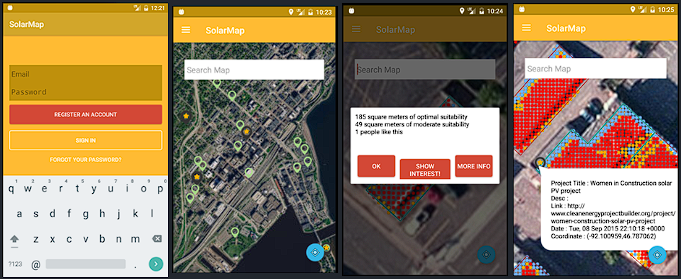 12:21
SolarMap
Email
Password
REGISTER AN ACCOUNT
SIGN IN
FORGOT YOUR PASSWORD?
q w e r t y u i o p
a s d f g h j k l
z x c v b n m
?123 @ .
10:23
SolarMap
Search Map
10:24
SolarMap
Search Map
185 square meters of optimal suitability
49 square meters of moderate suitability
1 people like this
OK
SHOW
INTEREST!
MORE INFO
10:25
SolarMap
Search Map
Project Title : Women in Construction solar
PV project
Desc :
Link : http://
www.cleanenergyprojectbuilder.org/project/
women-construction-solar-pv-project
Date : Tue, 08 Sep 2015 22:10:18 +0000
Coordinate : (-92.100959,46.787062)